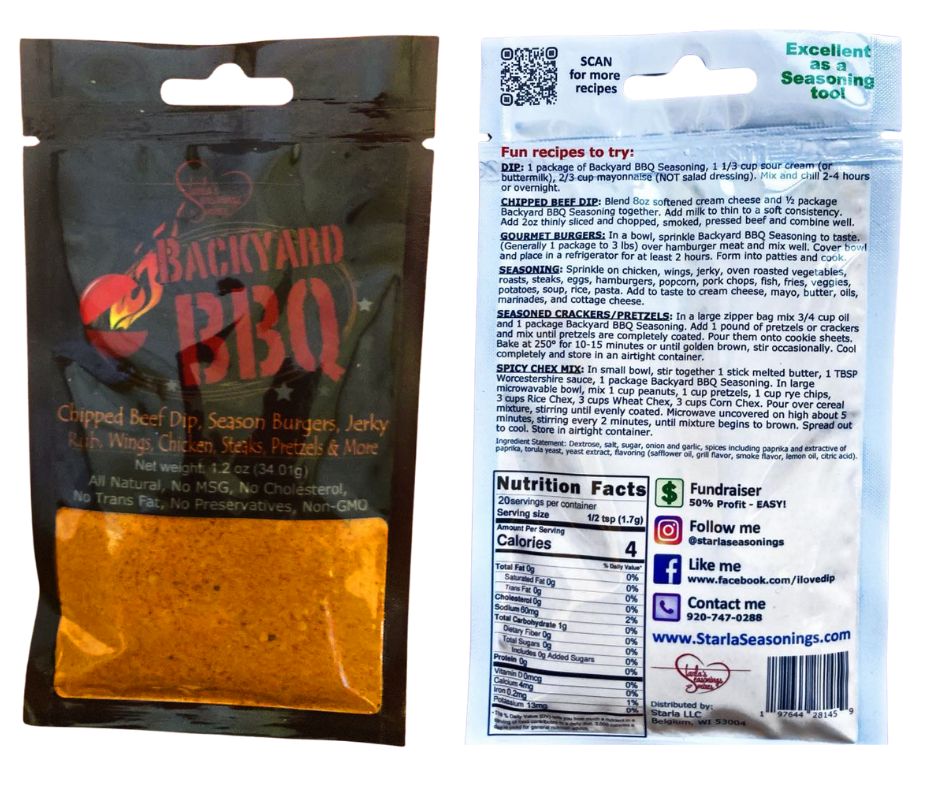 Starla's
Seasonings
BACKYARD
BBQ
Chipped Beef Dip, Season Burgers, Jerky
Rub, Wings, Chicken, Steaks, Pretzels & More
Net weight 1.2 oz (34.01g)
All Natural, No MSG, No Cholesterol,
No Trans Fat, No Preservatives, Non-GMO
SCAN
for more
recipes
Excellent
as a
Seasoning
tool
Fun recipes to try:
DIP: 1 package of Backyard BBQ Seasoning, 1 1/3 cup sour cream (or
buttermilk), 2/3 cup mayonnaise (NOT salad dressing). Mix and chill 2-4 hours
or overnight.
CHIPPED BEEF DIP: Blend 8oz softened cream cheese and ½ package
Backyard BBQ Seasoning together. Add milk to thin to a soft consistency.
Add 2oz thinly sliced and chopped, smoked, pressed beef and combine well.
GOURMET BURGERS: In a bowl, sprinkle Backyard BBQ Seasoning to taste.
(Generally 1 package to 3 lbs) over hamburger meat and mix well. Cover bowl
and place in a refrigerator for at least 2 hours. Form into patties and cook.
SEASONING: Sprinkle on chicken, wings, jerky, oven roasted vegetables,
roasts, steaks, eggs, hamburgers, popcorn, pork chops, fish, fries, veggies,
potatoes, soup, rice, pasta. Add to taste to cream cheese, mayo, butter, oils,
marinades, and cottage cheese.
SEASONED CRACKERS/PRETZELS: In a large zipper bag mix 3/4 cup oil
and 1 package Backyard BBQ Seasoning. Add 1 pound of pretzels or crackers
and mix until pretzels are completely coated. Pour them onto cookie sheets.
Bake at 250° for 10-15 minutes or until golden brown, stir occasionally. Cool
completely and store in an airtight container.
SPICY CHEX MIX: In small bowl, stir together 1 stick melted butter, 1 TBSP
Worcestershire sauce, 1 package Backyard BBQ Seasoning. In large
microwavable bowl, mix 1 cup peanuts, 1 cup pretzels, 1 cup rye chips,
3 cups Rice Chex, 3 cups Wheat Chex, 3 cups Corn Chex. Pour over cereal
mixture, stirring until evenly coated. Microwave uncovered on high about 5
minutes, stirring every 2 minutes, until mixture begins to brown. Spread out
to cool. Store in airtight container.
Ingredient Statement: Dextrose, salt, sugar, onion and garlic, spices including paprika and extractive of
paprika, torula yeast, yeast extract, flavoring (safflower oil, grill flavor, smoke flavor, lemon oil, citric acid).
Nutrition Facts
20servings per container
Serving size 1/2 tsp (1.7g)
Amount Per Serving
Calories 4
% Daily Value*
Total Fat 0g 0%
Saturated Fat 0g 0%
Trans Fat 0g
Cholesterol 0g 0%
Sodium 60mg 2%
Total Carbohydrate 1g 0%
Dietary Fiber 0g 0%
Total Sugars 0g
Includes 0g Added Sugars 0%
Protein 0g 0%
Vitamin D 0mcg 0%
Calcium 4mg 0%
Iron 0.2mg 1%
Potassium 13mg 0%
Fundraiser
50% Profit - EASY!
Follow me
@starlaseasonings
Like me
www.facebook.com/ilovedip
Contact me
920-747-0288
www.StarlaSeasonings.com
Starla's
Seasonings
Distributed by:
Starla LLC
Belgium, WI 53004
1 97644 28145 9